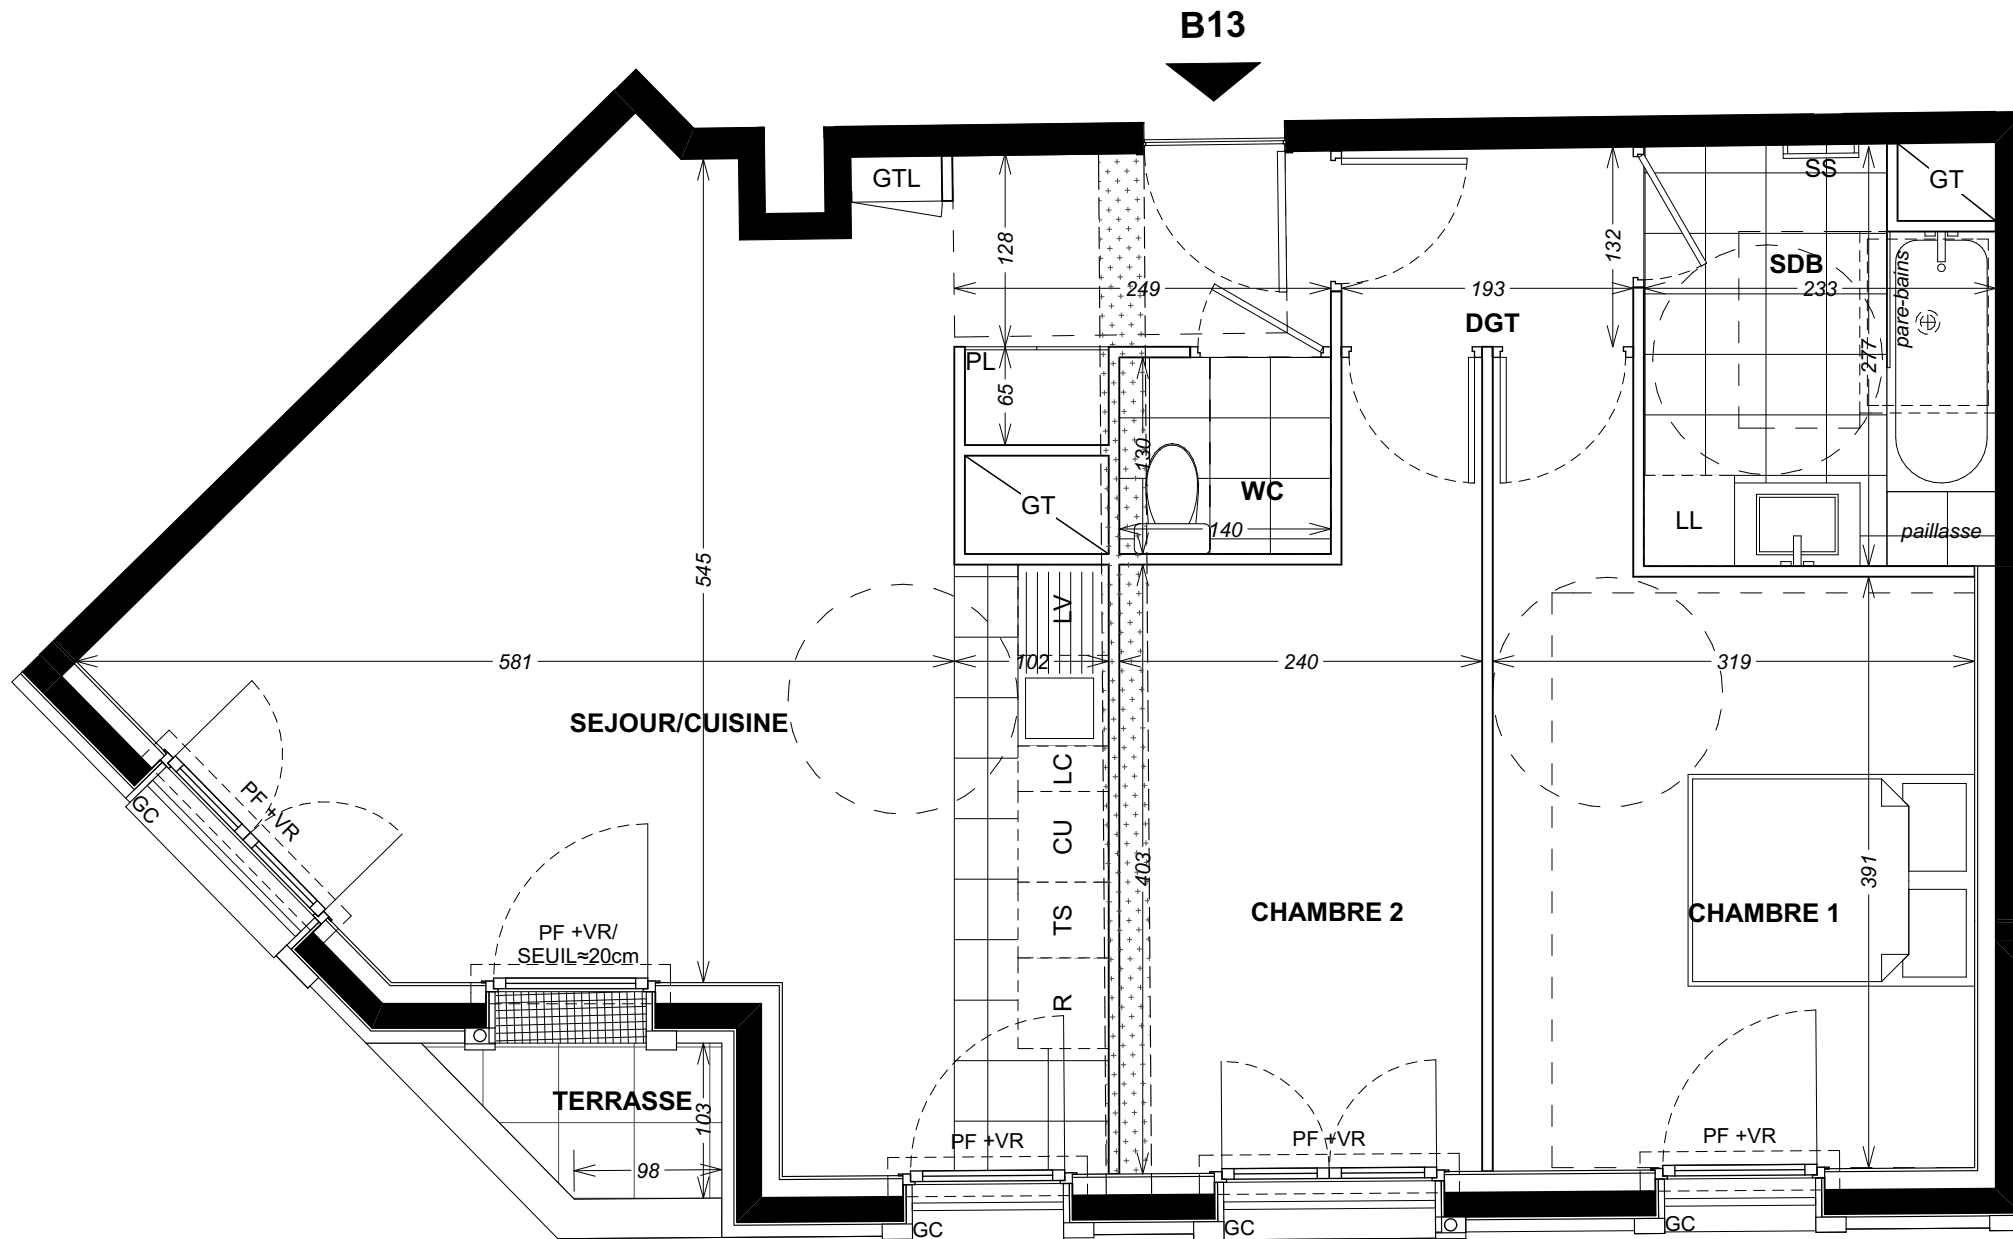 B13
GTL
SS
GT
128
132
SDB
249
193
233
pare-bains
DGT
PL
277
65
130
WC
GT
140
LL
paillasse
545
LV
581
102
240
319
SEJOUR/CUISINE
LC
PF +VR
GC
CU
403
391
TS
CHAMBRE 2
CHAMBRE 1
PF +VR/
SEUIL≈20cm
R
TERRASSE
103
PF +VR
PF +VR
PF +VR
98
GC
GC
GC